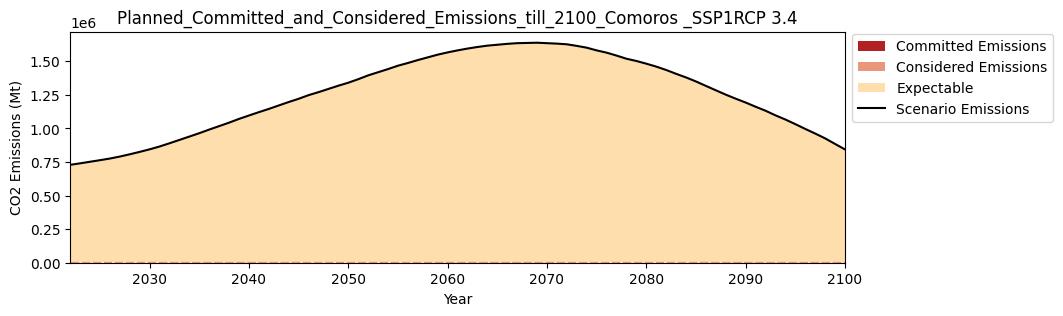 Planned_Committed_and_Considered_Emissions_till_2100_Comoros _SSP1RCP 3.4
1e6
1.50
1.25
1.00
0.75
0.50
0.25
0.00
CO2 Emissions (Mt)
2030 2040 2050 2060 2070 2080 2090 2100
Year
Committed Emissions
Considered Emissions
Expectable
Scenario Emissions